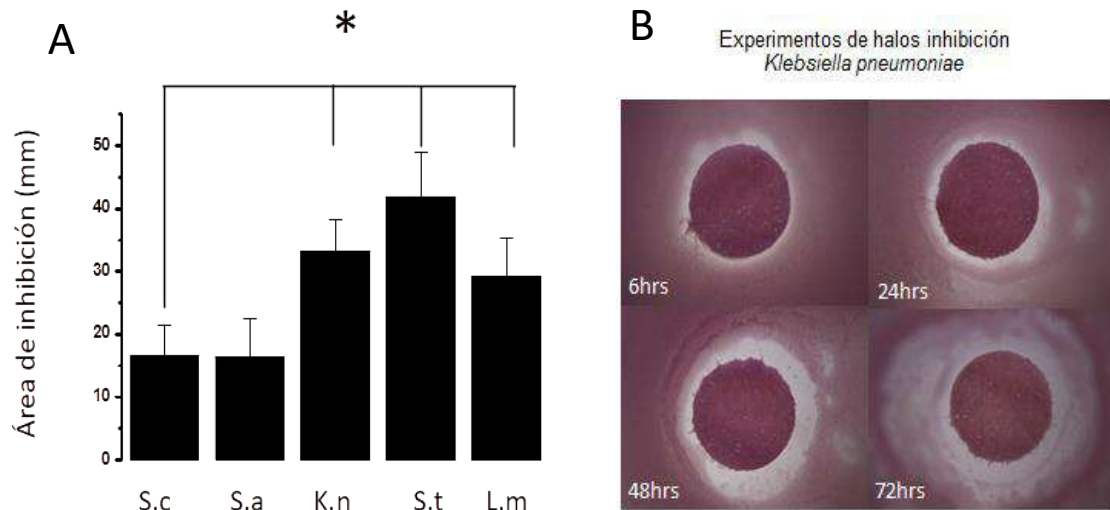 A
*
Área de inhibición (mm)
50
40
30
20
10
0
S.c
S.a
K.n
S.t
L.m
B
Experimentos de halos inhibición
Klebsiella pneumoniae
6hrs
24hrs
48hrs
72hrs